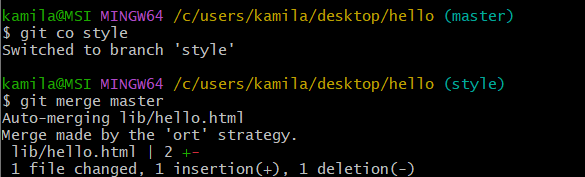 kamila@MSI MINGW64 /c/users/kamila/desktop/hello (master)
$ git co style
Switched to branch 'style'
kamila@MSI MINGW64 /c/users/kamila/desktop/hello (style)
$ git merge master
Auto-merging lib/hello.html
Merge made by the 'ort' strategy.
 lib/hello.html | 2 +-
 1 file changed, 1 insertion(+), 1 deletion(-)